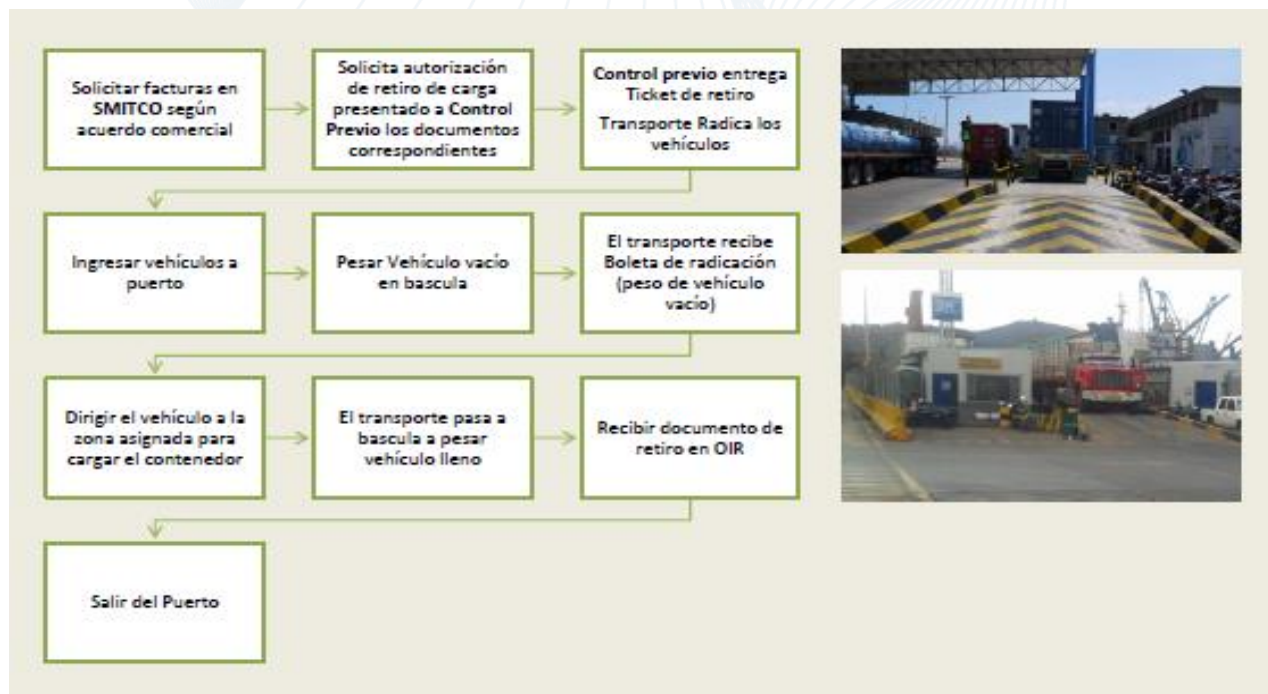 Solicitar facturas en
SMITCO según
acuerdo comercial
Solicita autorización
de retiro de carga
presentado a Control
Previo los documentos
correspondientes
Control previo entrega
Ticket de retiro
Transporte Radica los
vehículos
Ingresar vehículos a
puerto
Pesar Vehículo vacío
en bascula
El transporte recibe
Boleta de radicación
(peso de vehículo
vacío)
Dirigir el vehículo a la
zona asignada para
cargar el contenedor
El transporte pasa a
bascula a pesar
vehículo lleno
Recibir documento de
retiro en OIR
Salir del Puerto